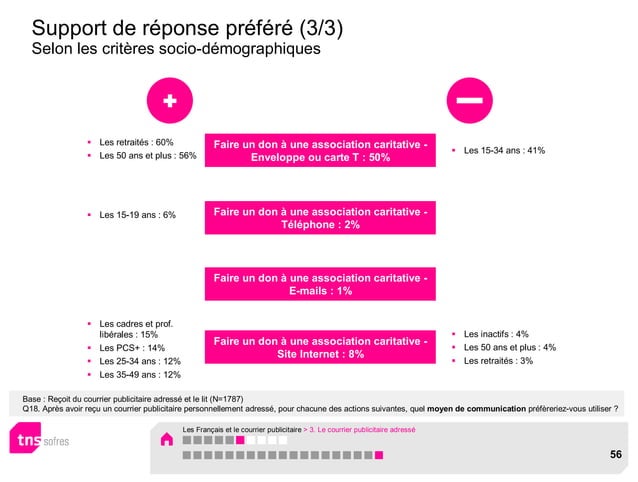 Support de réponse préféré (3/3)
Selon les critères socio-démographiques
Les retraités : 60%
Les 50 ans et plus : 56%
Faire un don à une association caritative -
Enveloppe ou carte T : 50%
Les 15-34 ans : 41%
Les 15-19 ans : 6%
Faire un don à une association caritative -
Téléphone : 2%
Faire un don à une association caritative -
E-mails : 1%
Les cadres et prof.
libérales : 15%
Les PCS+ : 14%
Les 25-34 ans : 12%
Les 35-49 ans : 12%
Faire un don à une association caritative -
Site Internet : 8%
Les inactifs : 4%
Les 50 ans et plus : 4%
Les retraités : 3%
Base : Reçoit du courrier publicitaire adressé et le lit (N=1787)
Q18. Après avoir reçu un courrier publicitaire personnellement adressé, pour chacune des actions suivantes, quel moyen de communication préfèreriez-vous utiliser ?
tns sofres
Les Français et le courrier publicitaire > 3. Le courrier publicitaire adressé
56